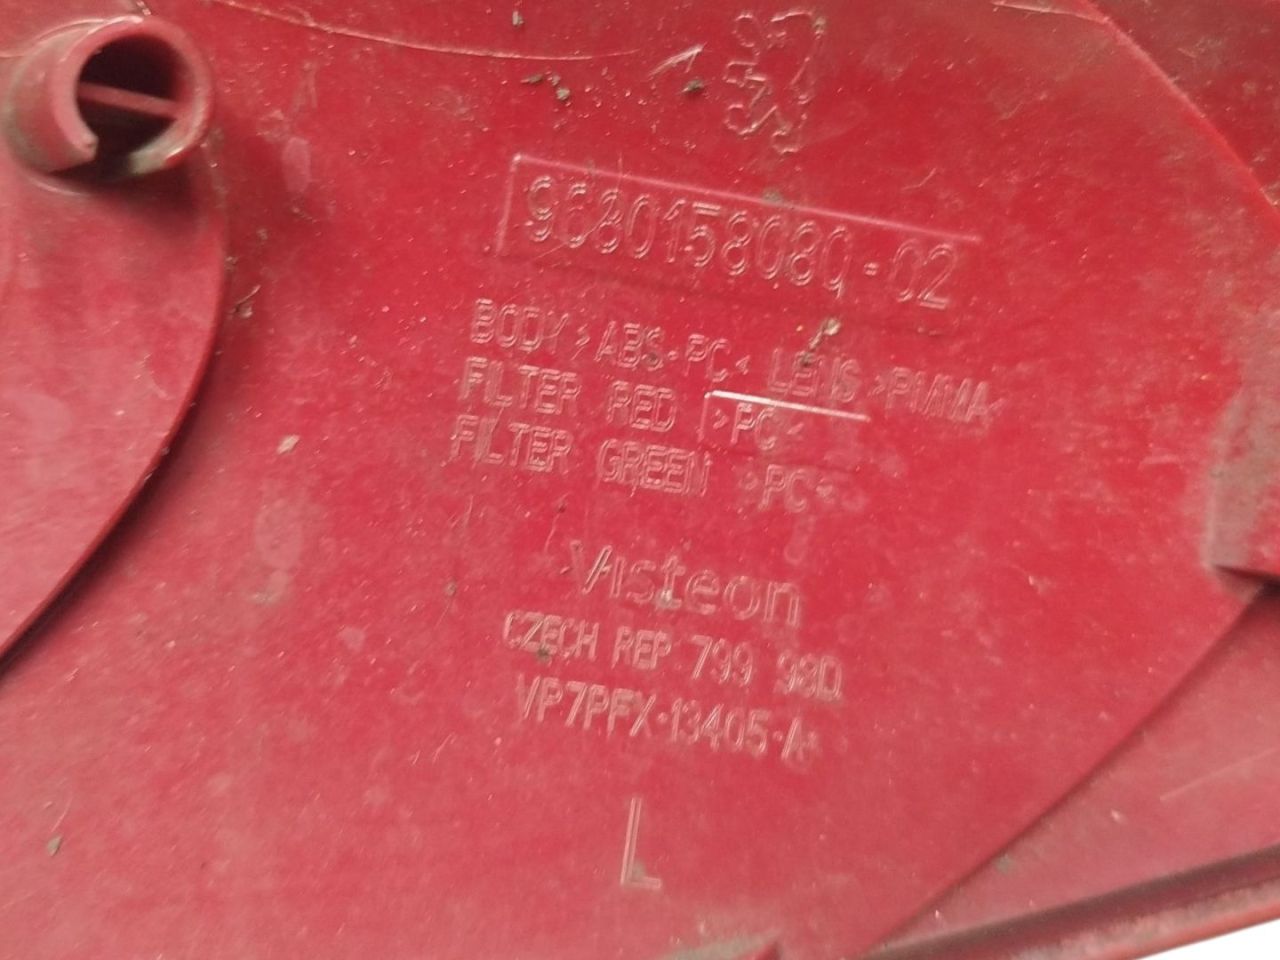 9680158080-02
BODY >ABS-PC< LENS >PMMA<
FILTER RED >PC<
FILTER GREEN >PC<
Visteon
CZECH REP 799 98D
VP7PFX-13405-A
L